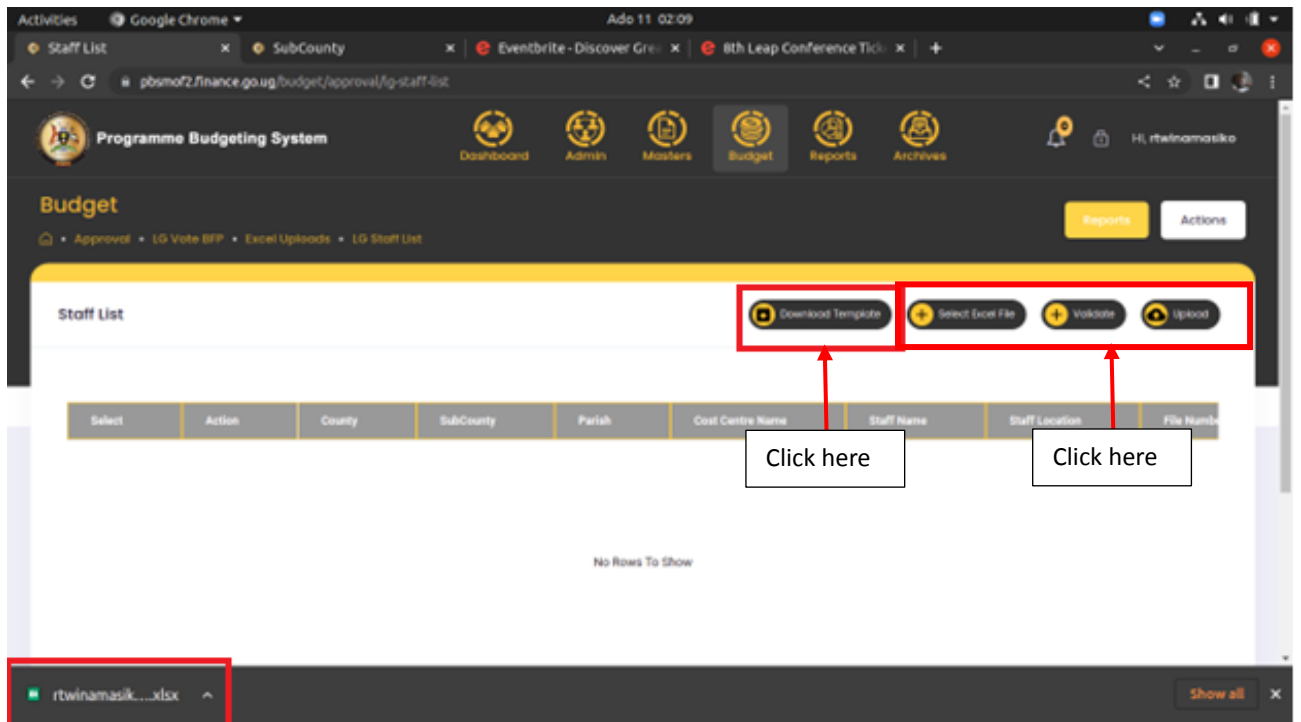 Activities Google Chrome Ado 11 02:09
Staff List SubCounty Eventbrite - Discover Gre 8th Leap Conference Tick
pbsmof2.finance.go.ug/budget/approval/lg-staff-list
Programme Budgeting System
Dashboard Admin Masters Budget Reports Archives
0
Hi, rtwinamasiko
Budget
Reports Actions
Approval • LG Vote BFP • Excel Uploads • LG Staff List
Staff List
Download Template Select Excel File Validate Upload
Select Action County SubCounty Parish Cost Centre Name Staff Name Staff Location File Numb
Click here Click here
No Rows To Show
rtwinamasik....xlsx Show all